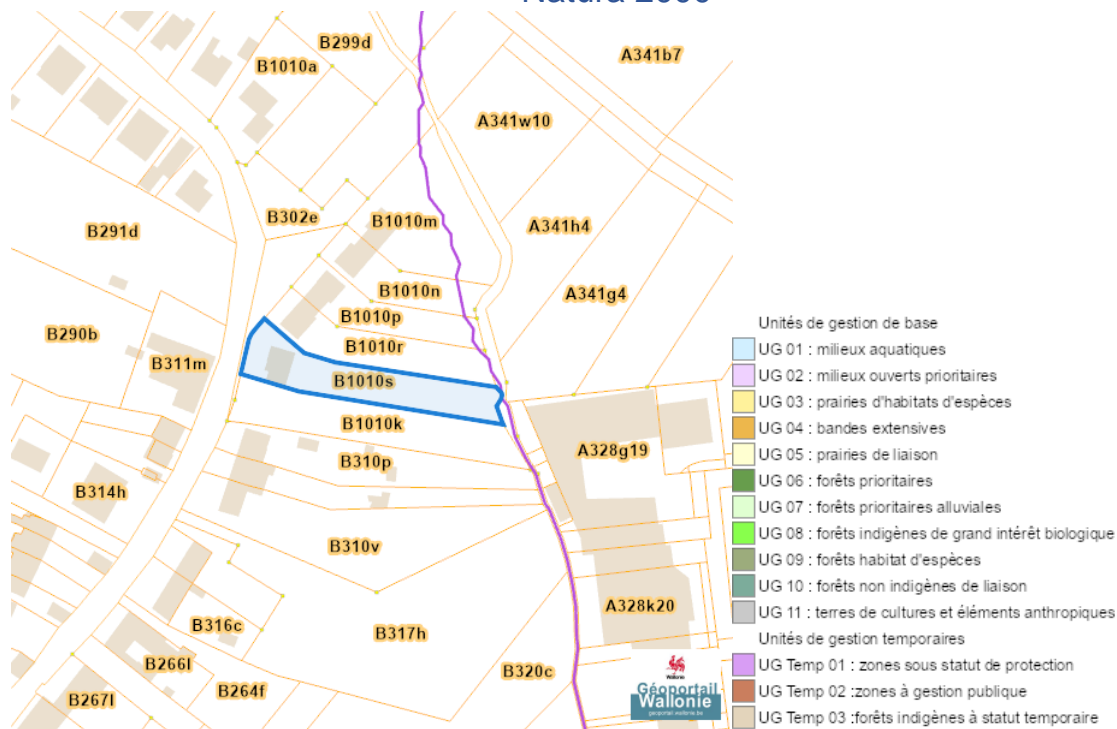 Natura 2000
B299d
B1010a
A341b7
A341w10
B302e
B1010m
B291d
A341h4
B1010n
A341g4
B1010p
B290b
B1010r
B311m
B1010s
B1010k
A328g19
B310p
B314h
B310v
A328k20
B316c
B317h
B266l
B320c
B264f
B267l
Wallonie
Géoportail
Wallonie
geoportail.wallonie.be
Unités de gestion de base
UG 01 : milieux aquatiques
UG 02 : milieux ouverts prioritaires
UG 03 : prairies d'habitats d'espèces
UG 04 : bandes extensives
UG 05 : prairies de liaison
UG 06 : forêts prioritaires
UG 07 : forêts prioritaires alluviales
UG 08 : forêts indigènes de grand intérêt biologique
UG 09 : forêts habitat d'espèces
UG 10 : forêts non indigènes de liaison
UG 11 : terres de cultures et éléments anthropiques
Unités de gestion temporaires
UG Temp 01 : zones sous statut de protection
UG Temp 02 :zones à gestion publique
UG Temp 03 :forêts indigènes à statut temporaire